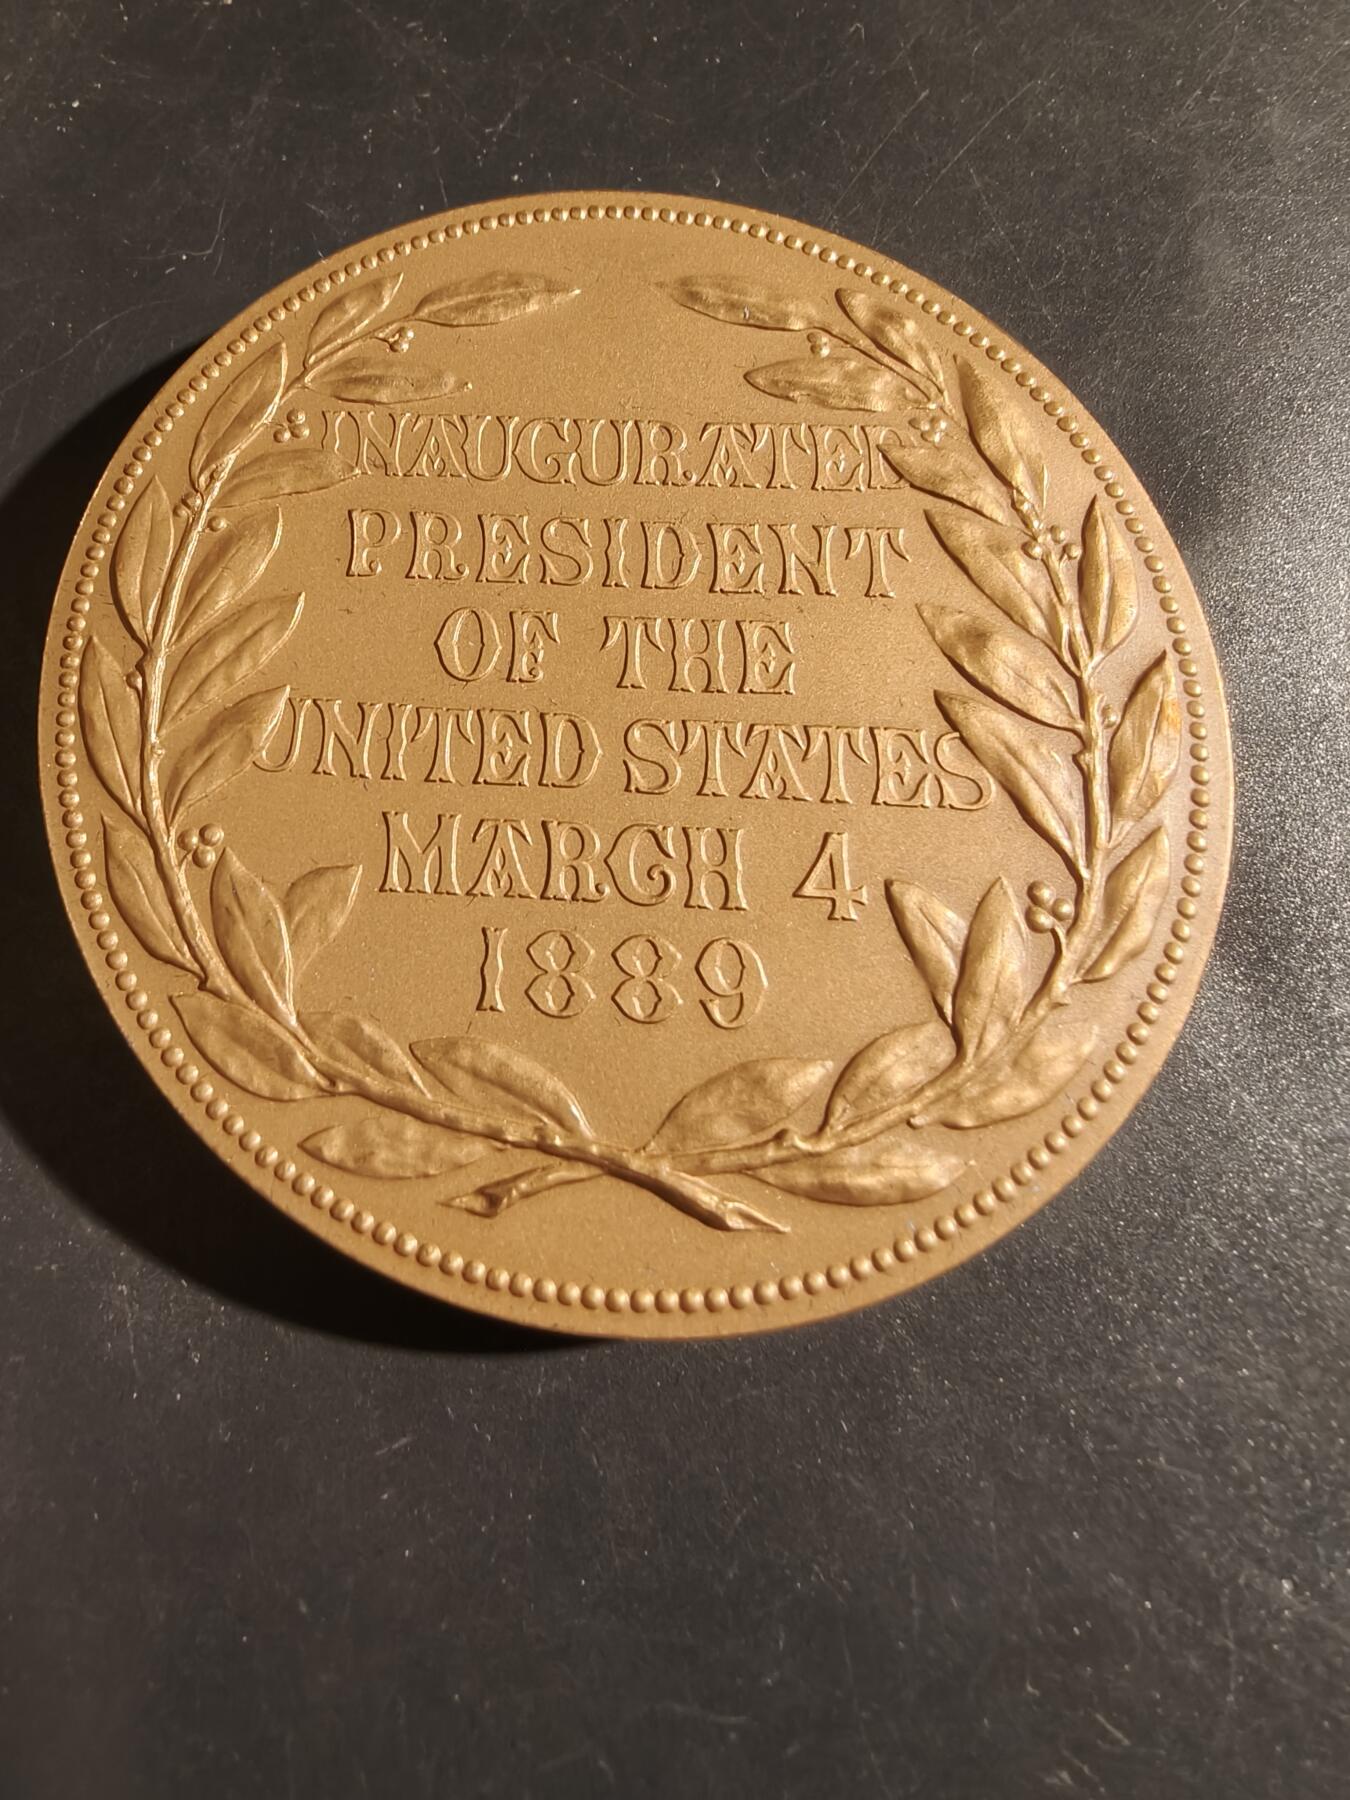 INAUGURATED
PRESIDENT
OF THE
UNITED STATES
MARCH 4
1889